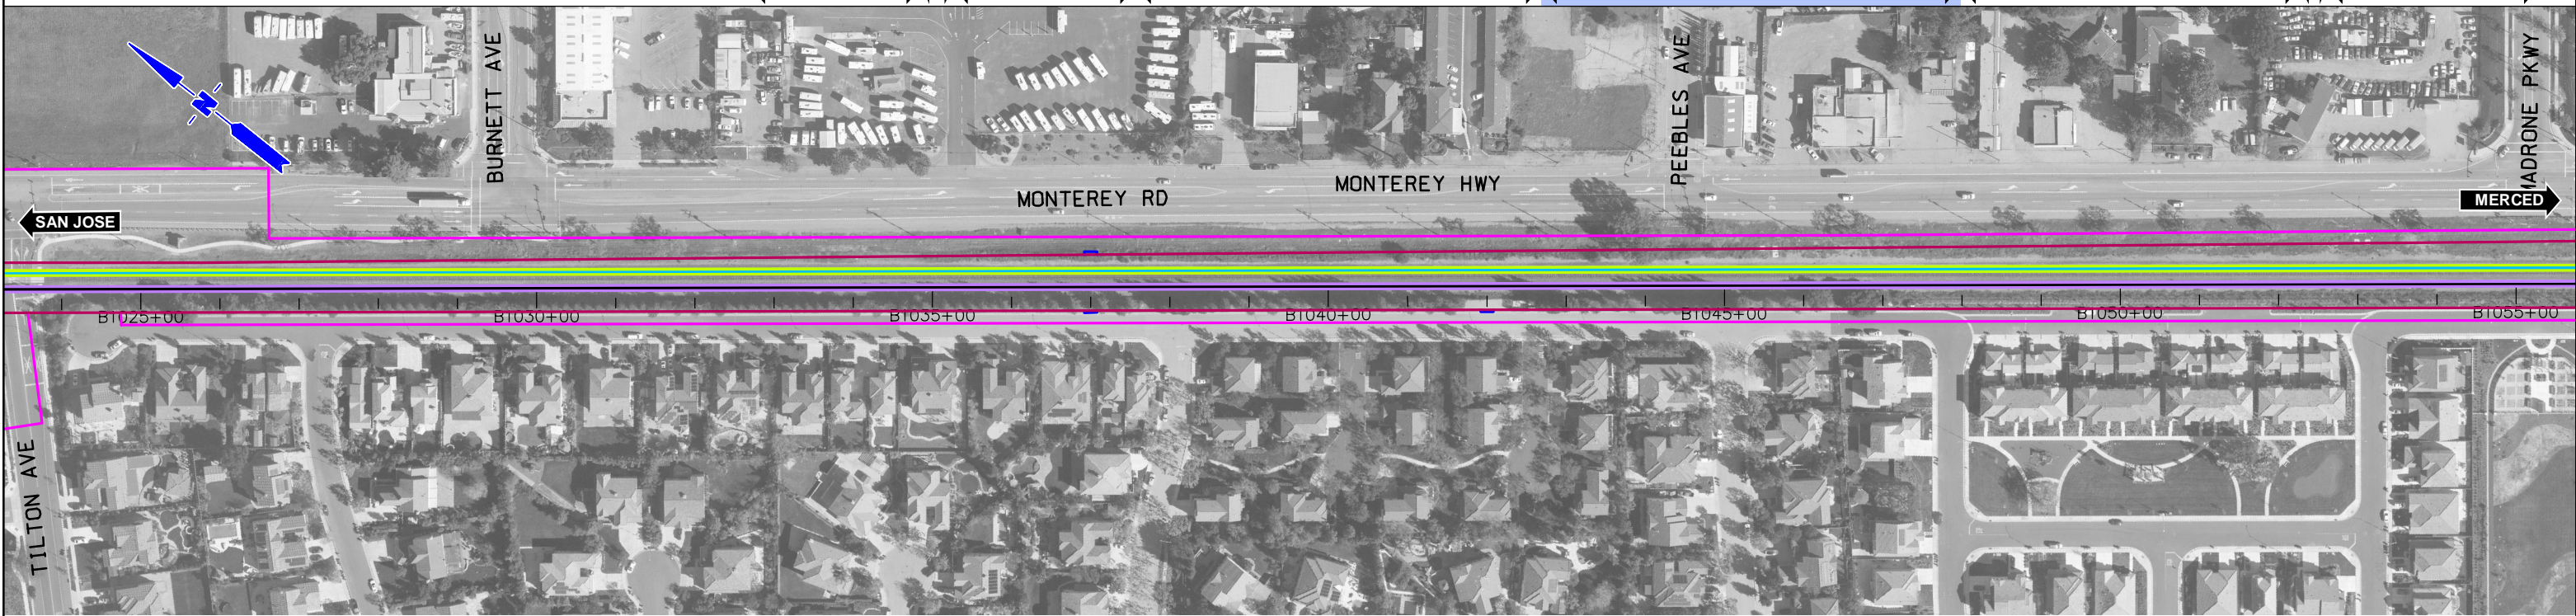 BURNETT AVE
PEEBLES AVE
MADRONE PKWY
N
MONTEREY RD
MONTEREY HWY
SAN JOSE
MERCED
B1025+00
B1030+00
B1035+00
B1040+00
B1045+00
B1050+00
B1055+00
TILTON AVE